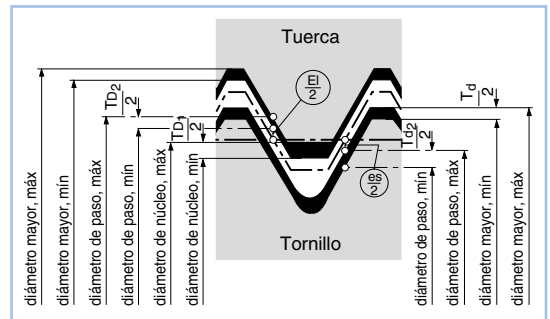 Tuerca
EI
2
TD2
2
TD1
2
Td
2
Td2
2
es
2
Tornillo
diámetro mayor, máx
diámetro mayor, mín
diámetro de paso, máx
diámetro de paso, mín
diámetro de núcleo, máx
diámetro de núcleo, mín
diámetro de paso, mín
diámetro de paso, máx
diámetro mayor, mín
diámetro mayor, máx